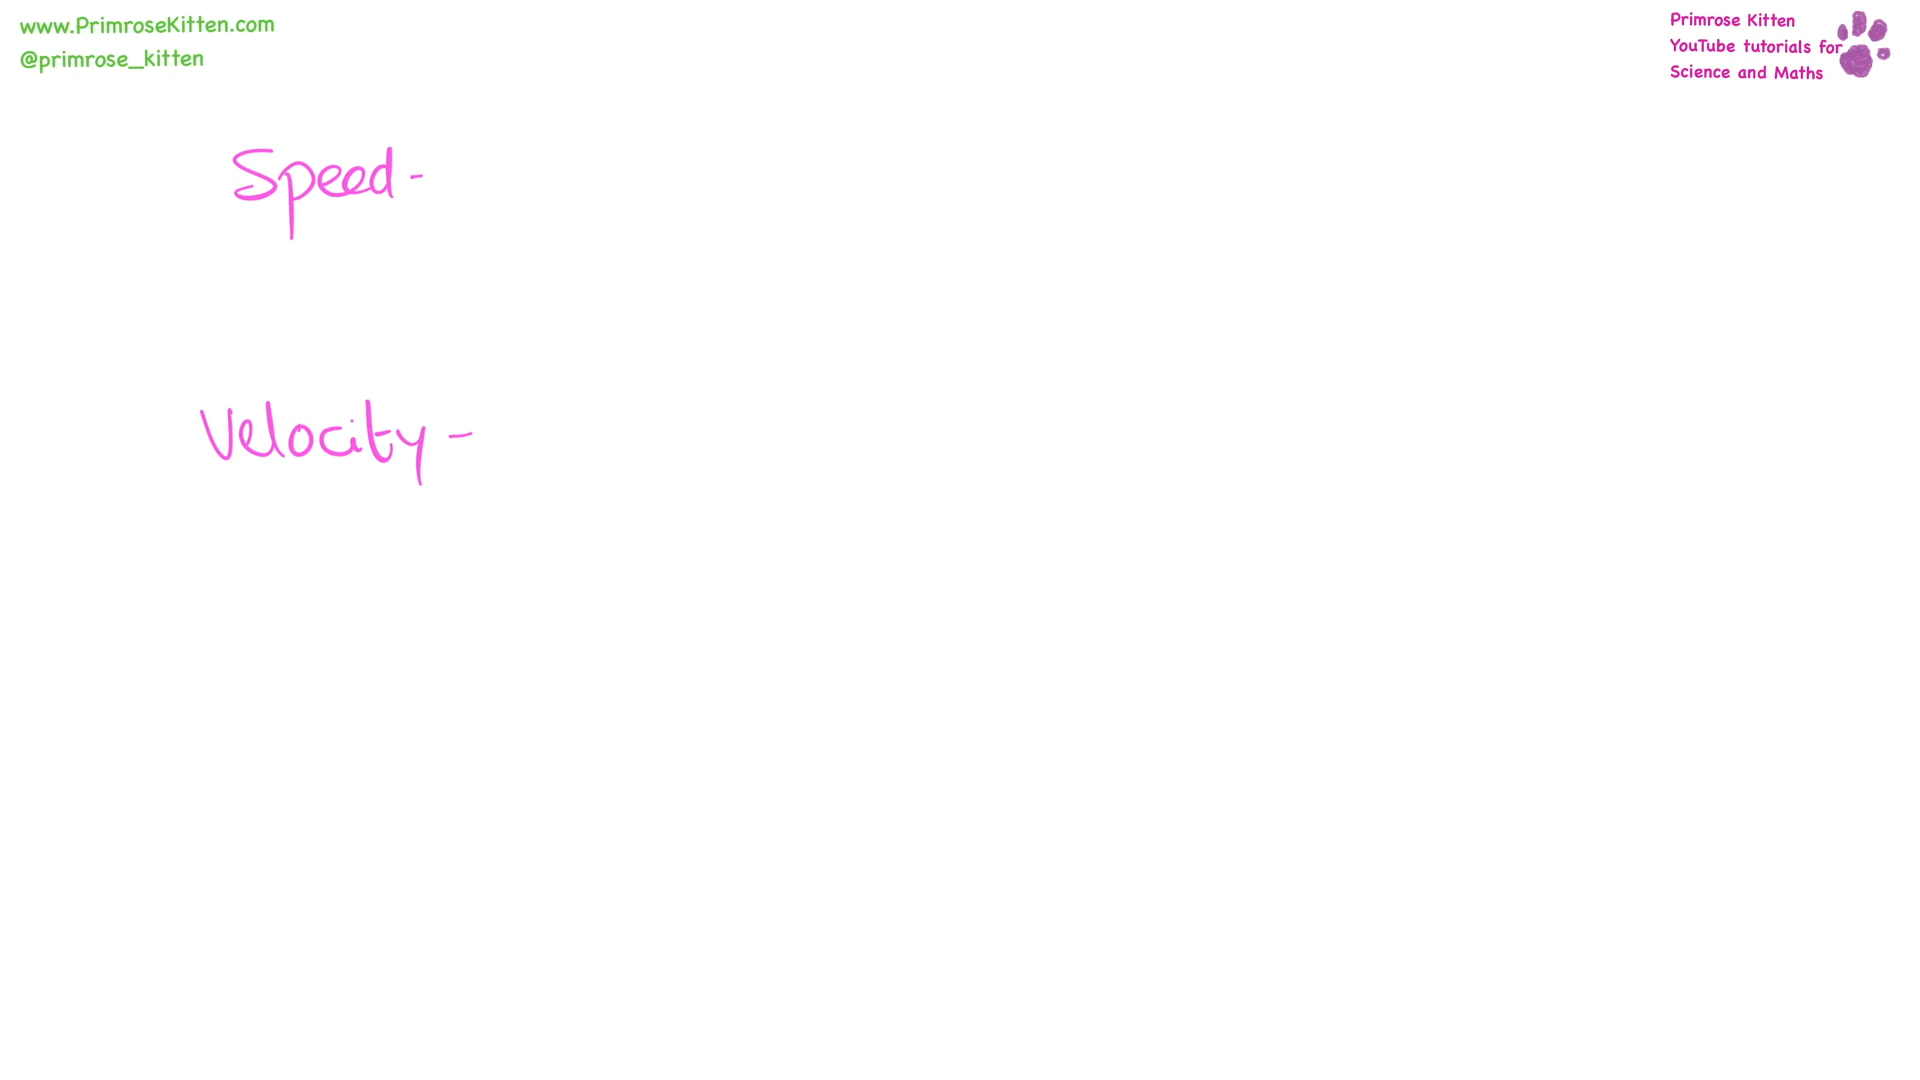 www.PrimroseKitten.com
@primrose_kitten
Primrose Kitten
YouTube tutorials for
Science and Maths
Speed -
Velocity -